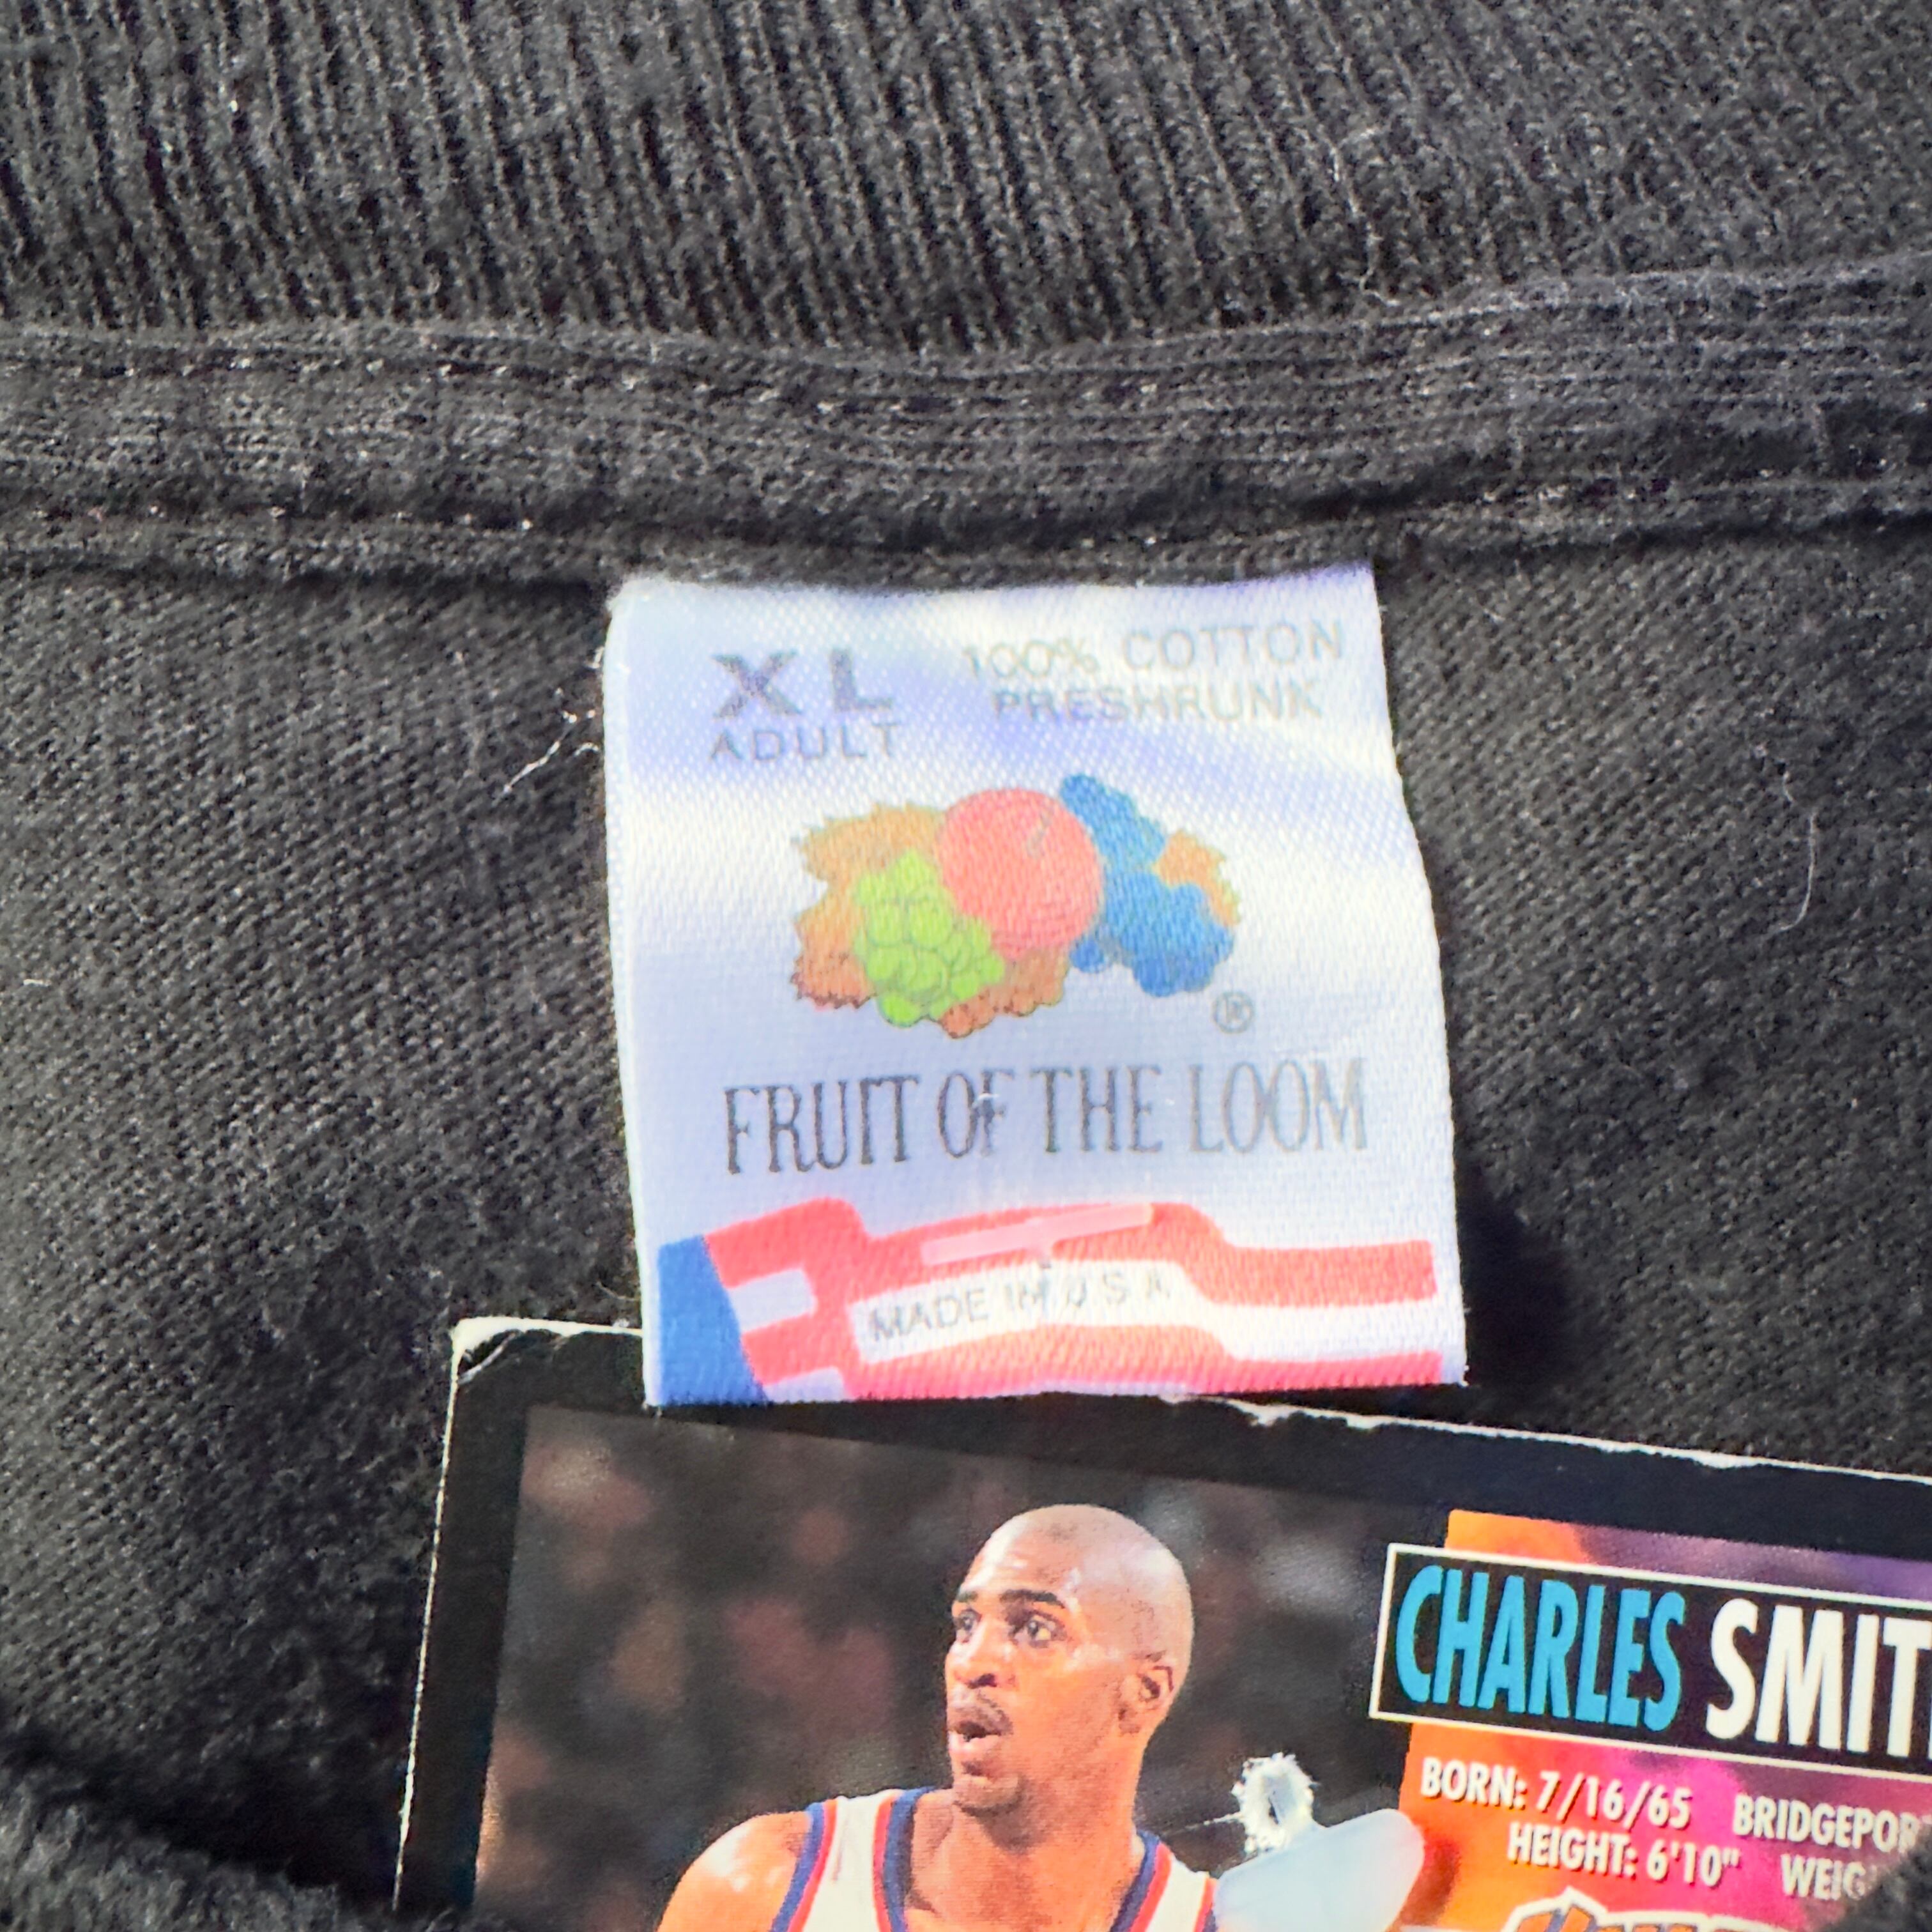 XL
ADULT
100% COTTON
PRESHRUNK
®
FRUIT OF THE LOOM
MADE IN U S A
CHARLES SMIT
BORN: 7/16/65 BRIDGEPOR
HEIGHT: 6'10" WEIG